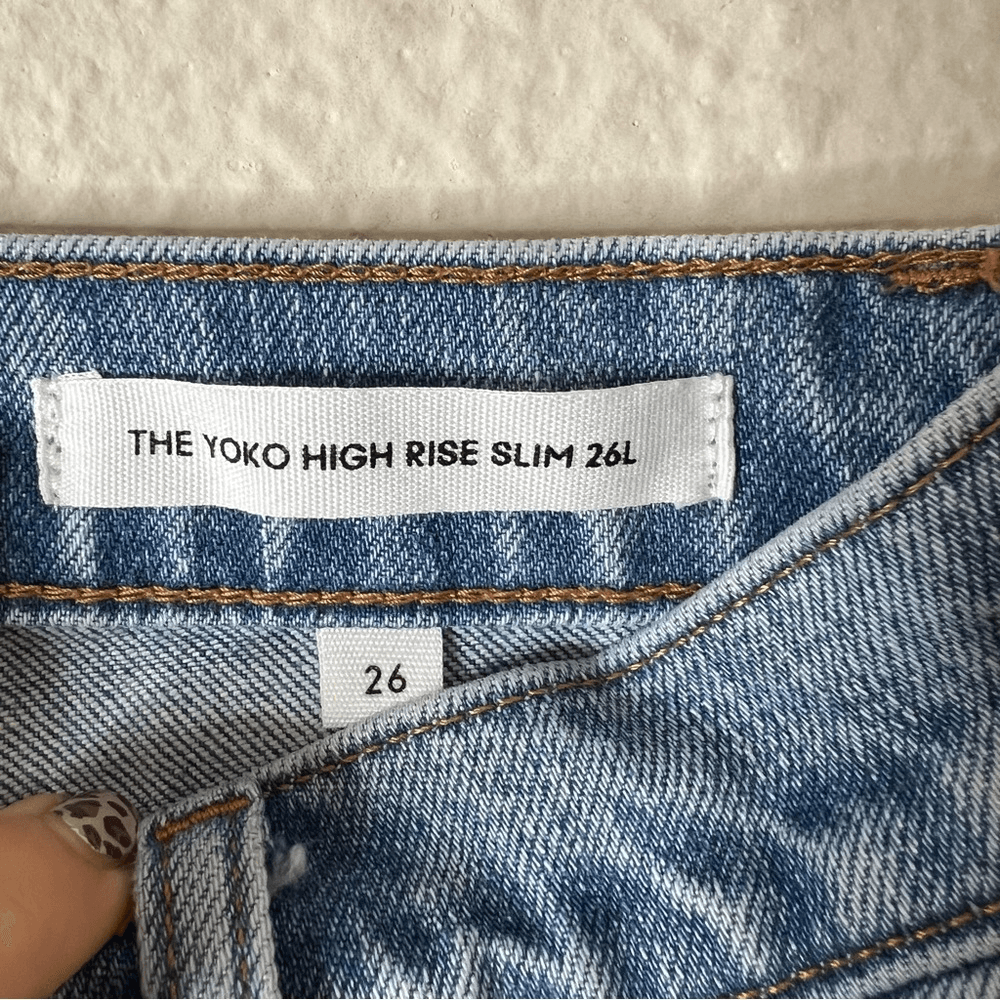 THE YOKO HIGH RISE SLIM 26L
26